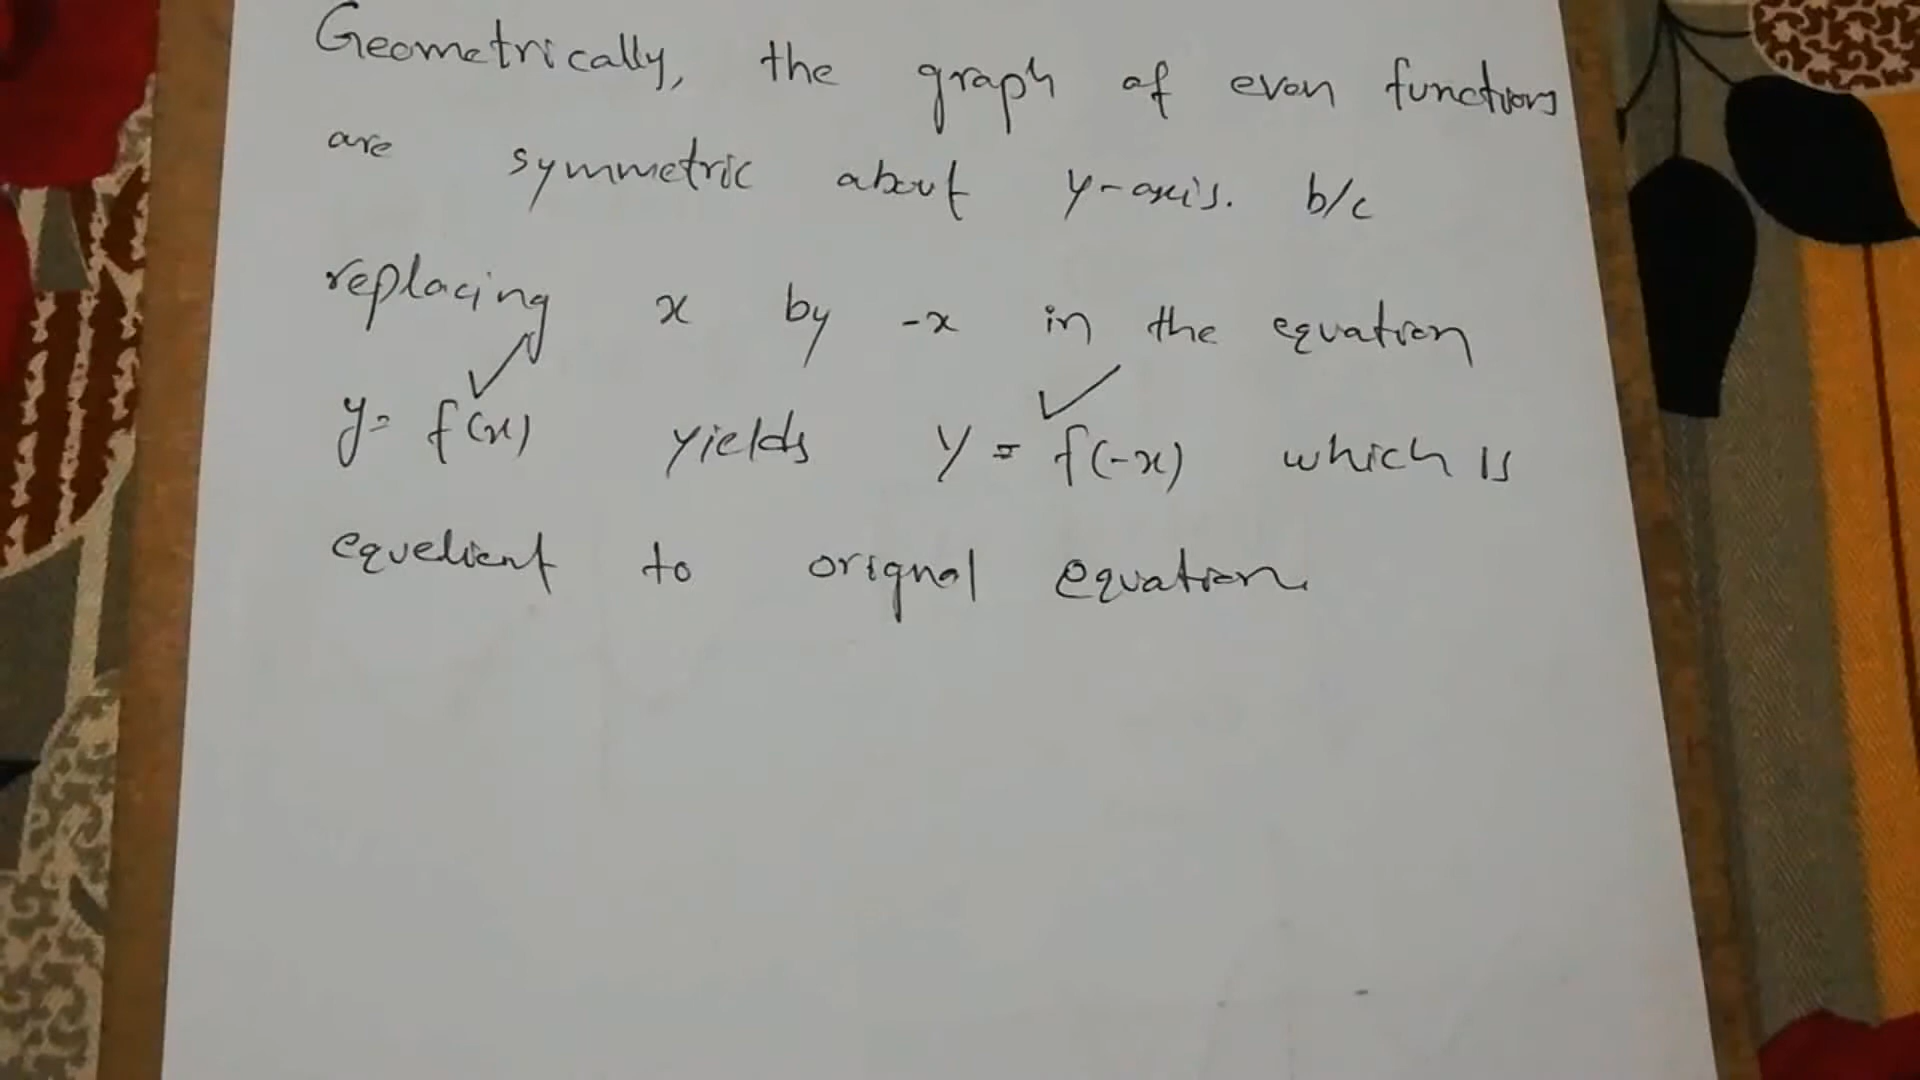 Geometrically, the graph of even functions
are symmetric about y-axis. b/c
replacing x by -x in the equation
y= f(x) yields y = f(-x) which is
equelient to orignal equation.